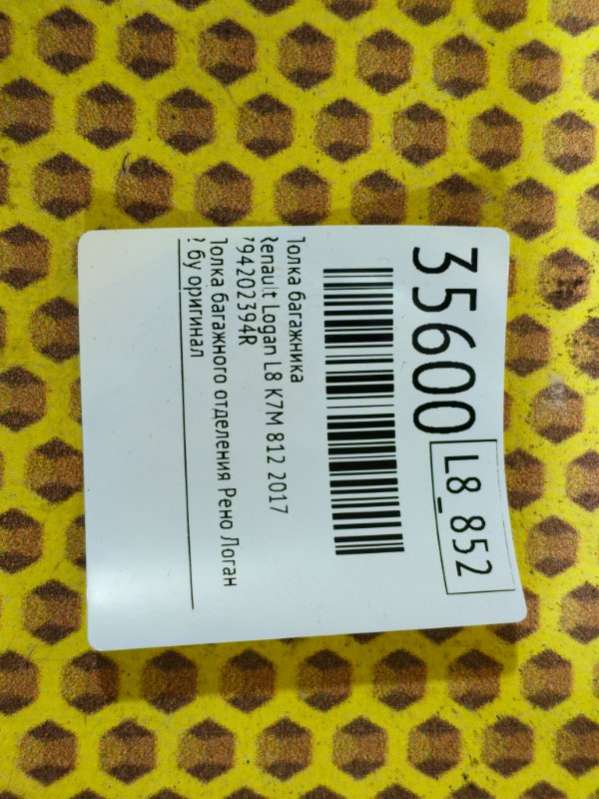 35600 L8_852
Полка багажника
Renault Logan L8 K7M 812 2017
794202394R
Полка багажного отделения Рено Логан
2 бу оригинал